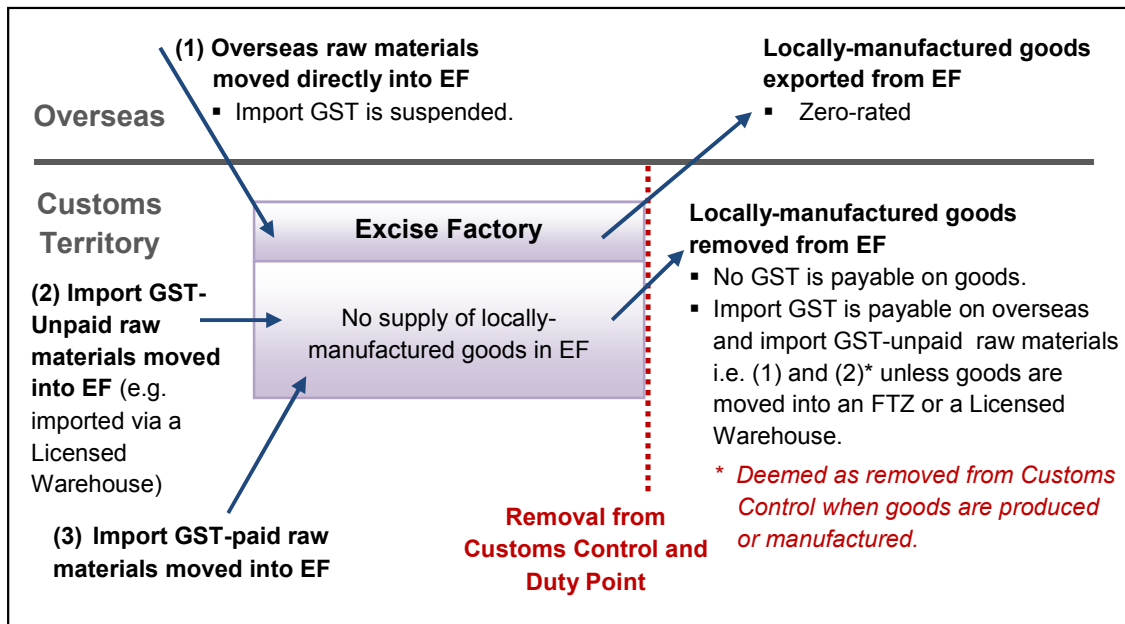 (1) Overseas raw materials
moved directly into EF
▪ Import GST is suspended.
Locally-manufactured goods
exported from EF
▪ Zero-rated
Overseas
Customs
Territory
Excise Factory
No supply of locally-
manufactured goods in EF
(2) Import GST-
Unpaid raw
materials moved
into EF (e.g.
imported via a
Licensed
Warehouse)
(3) Import GST-paid raw
materials moved into EF
Removal from
Customs Control and
Duty Point
Locally-manufactured goods
removed from EF
▪ No GST is payable on goods.
▪ Import GST is payable on overseas
and import GST-unpaid raw materials
i.e. (1) and (2)* unless goods are
moved into an FTZ or a Licensed
Warehouse.
* Deemed as removed from Customs
Control when goods are produced
or manufactured.